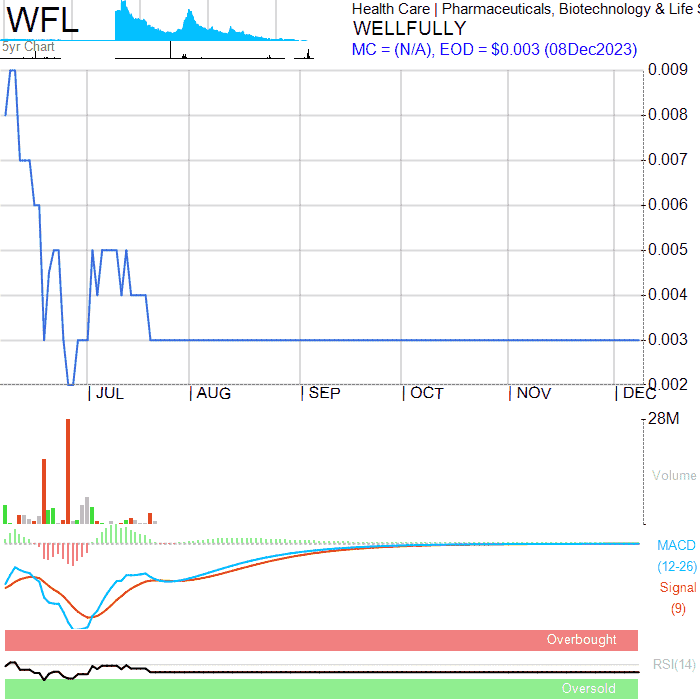 WFL
5yr Chart
Health Care | Pharmaceuticals, Biotechnology & Life S
WELLFULLY
MC = (N/A), EOD = $0.003 (08Dec2023)
0.009
0.008
0.007
0.006
0.005
0.004
0.003
0.002
JUL AUG SEP OCT NOV DEC
28M
Volume
MACD
(12-26)
Signal
(9)
Overbought
RSI(14)
Oversold